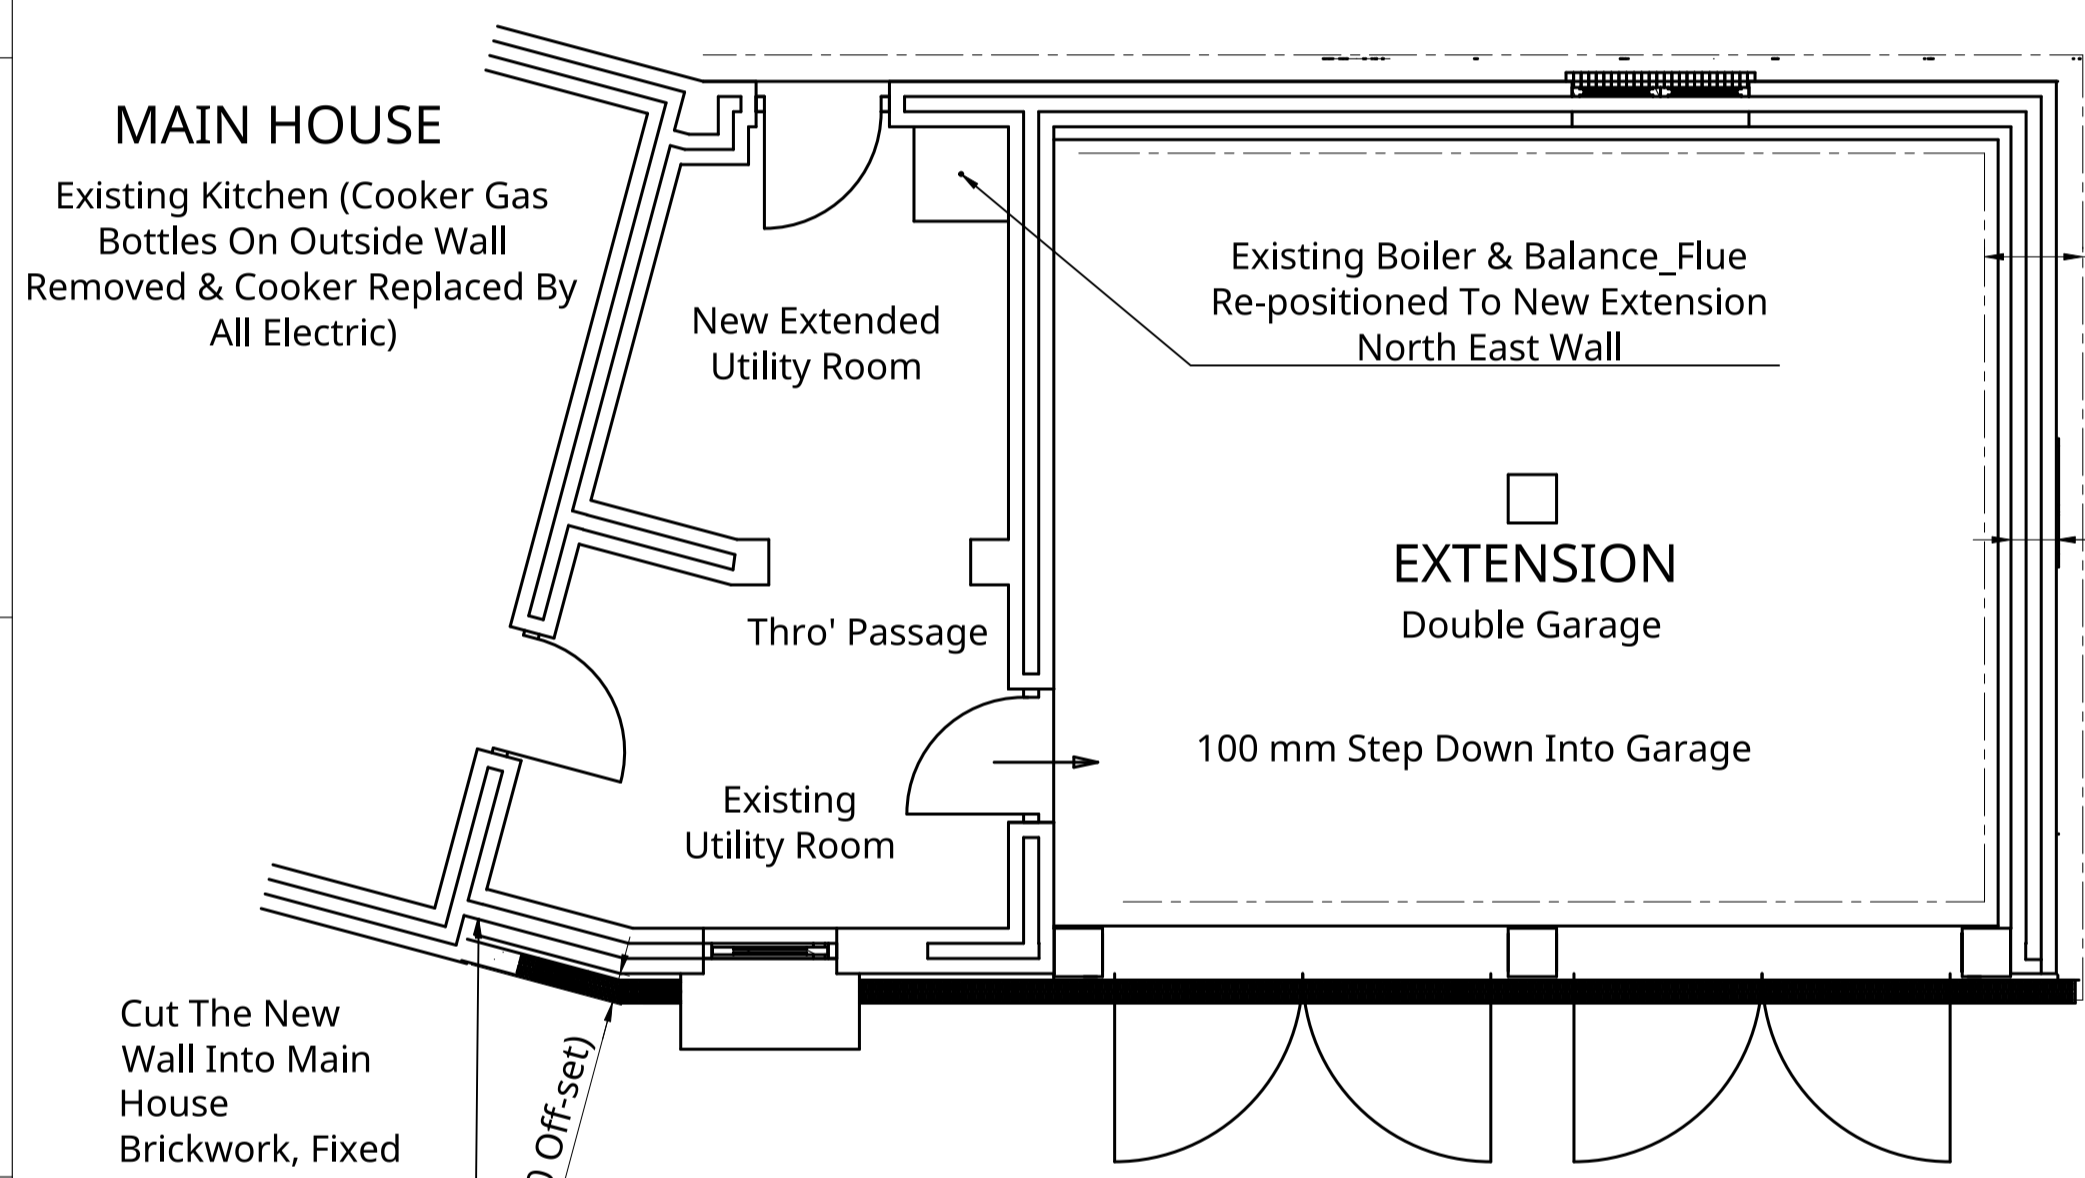 MAIN HOUSE
Existing Kitchen (Cooker Gas
Bottles On Outside Wall
Removed & Cooker Replaced By
All Electric)
New Extended
Utility Room
Existing Boiler & Balance_Flue
Re-positioned To New Extension
North East Wall
EXTENSION
Double Garage
Thro' Passage
100 mm Step Down Into Garage
Existing
Utility Room
Cut The New
Wall Into Main
House
Brickwork, Fixed
Off-set)